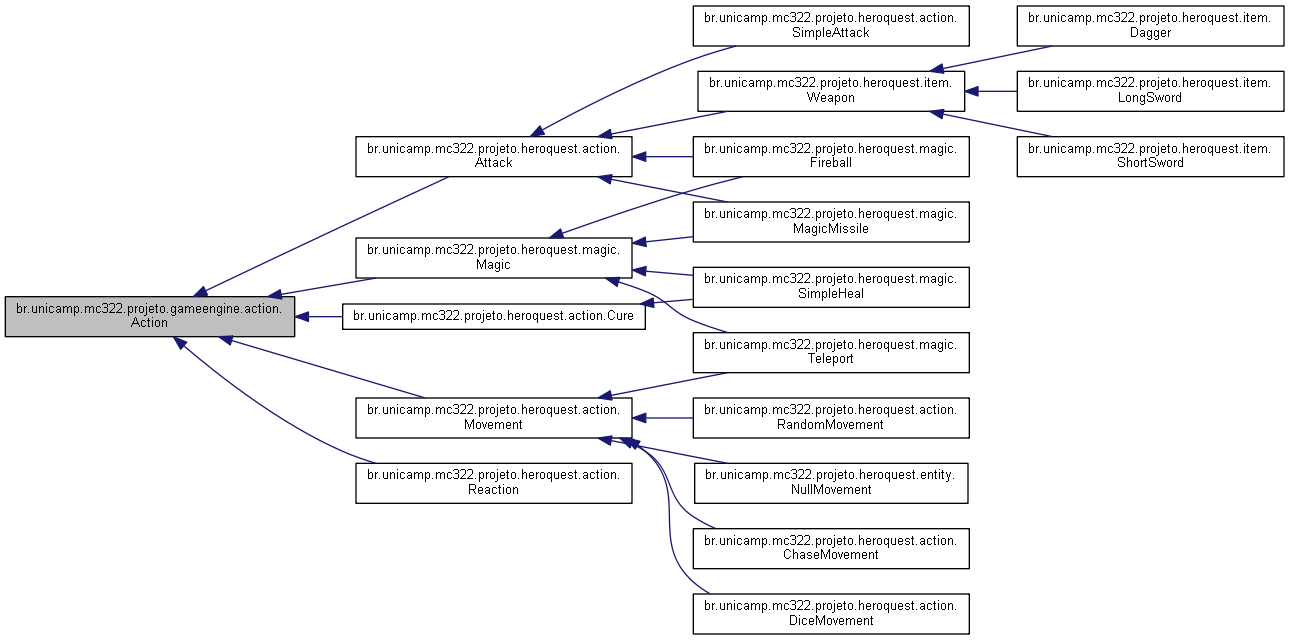 br.unicamp.mc322.projeto.heroquest.action.
SimpleAttack
br.unicamp.mc322.projeto.heroquest.item.
Dagger
br.unicamp.mc322.projeto.heroquest.item.
Weapon
br.unicamp.mc322.projeto.heroquest.item.
LongSword
br.unicamp.mc322.projeto.heroquest.action.
Attack
br.unicamp.mc322.projeto.heroquest.magic.
Fireball
br.unicamp.mc322.projeto.heroquest.item.
ShortSword
br.unicamp.mc322.projeto.heroquest.magic.
MagicMissile
br.unicamp.mc322.projeto.heroquest.magic.
Magic
br.unicamp.mc322.projeto.heroquest.magic.
SimpleHeal
br.unicamp.mc322.projeto.gameengine.action.
Action
br.unicamp.mc322.projeto.heroquest.action.Cure
br.unicamp.mc322.projeto.heroquest.magic.
Teleport
br.unicamp.mc322.projeto.heroquest.action.
Movement
br.unicamp.mc322.projeto.heroquest.action.
RandomMovement
br.unicamp.mc322.projeto.heroquest.action.
Reaction
br.unicamp.mc322.projeto.heroquest.entity.
NullMovement
br.unicamp.mc322.projeto.heroquest.action.
ChaseMovement
br.unicamp.mc322.projeto.heroquest.action.
DiceMovement